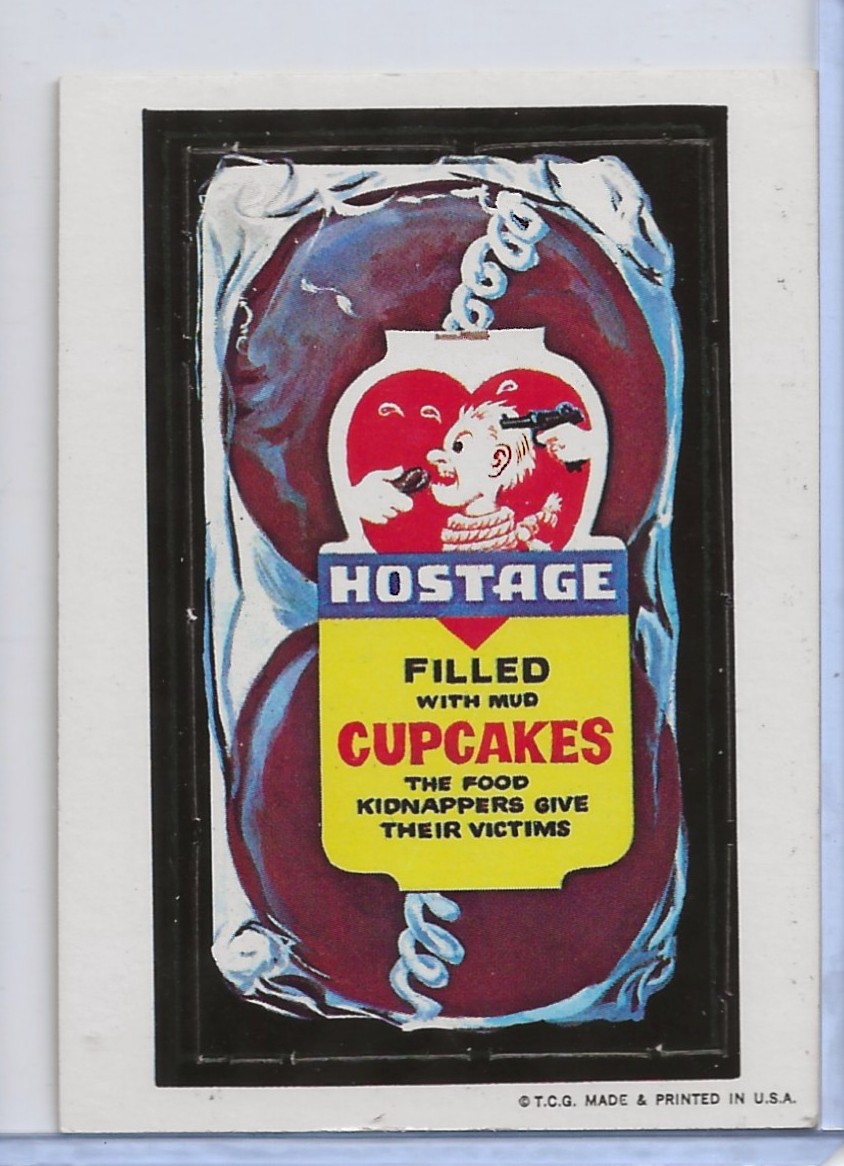 HOSTAGE
FILLED
WITH MUD
CUPCAKES
THE FOOD
KIDNAPPERS GIVE
THEIR VICTIMS
© T.C.G. MADE & PRINTED IN U.S.A.